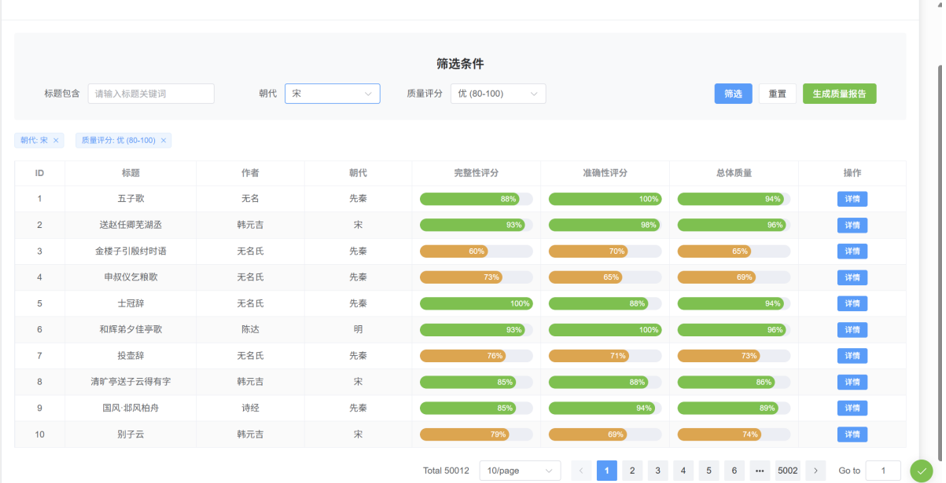 筛选条件
标题包含 请输入标题关键词 朝代 宋 质量评分 优 (80-100) 筛选 重置 生成质量报告
朝代: 宋 × 质量评分: 优 (80-100) ×
ID 标题 作者 朝代 完整性评分 准确性评分 总体质量 操作
1 五子歌 无名 先秦 88% 100% 94% 详情
2 送赵任卿芜湖丞 韩元吉 宋 93% 98% 96% 详情
3 金楼子引殷纣时语 无名氏 先秦 60% 70% 65% 详情
4 申叔仪乞粮歌 无名氏 先秦 73% 65% 69% 详情
5 士冠辞 无名氏 先秦 100% 88% 94% 详情
6 和辉弟夕佳亭歌 陈达 明 93% 100% 96% 详情
7 投壶辞 无名氏 先秦 76% 71% 73% 详情
8 清旷亭送子云得有字 韩元吉 宋 85% 88% 86% 详情
9 国风·邶风柏舟 诗经 先秦 85% 94% 89% 详情
10 别子云 韩元吉 宋 79% 69% 74% 详情
Total 50012 10/page < 1 2 3 4 5 6 ••• 5002 > Go to 1